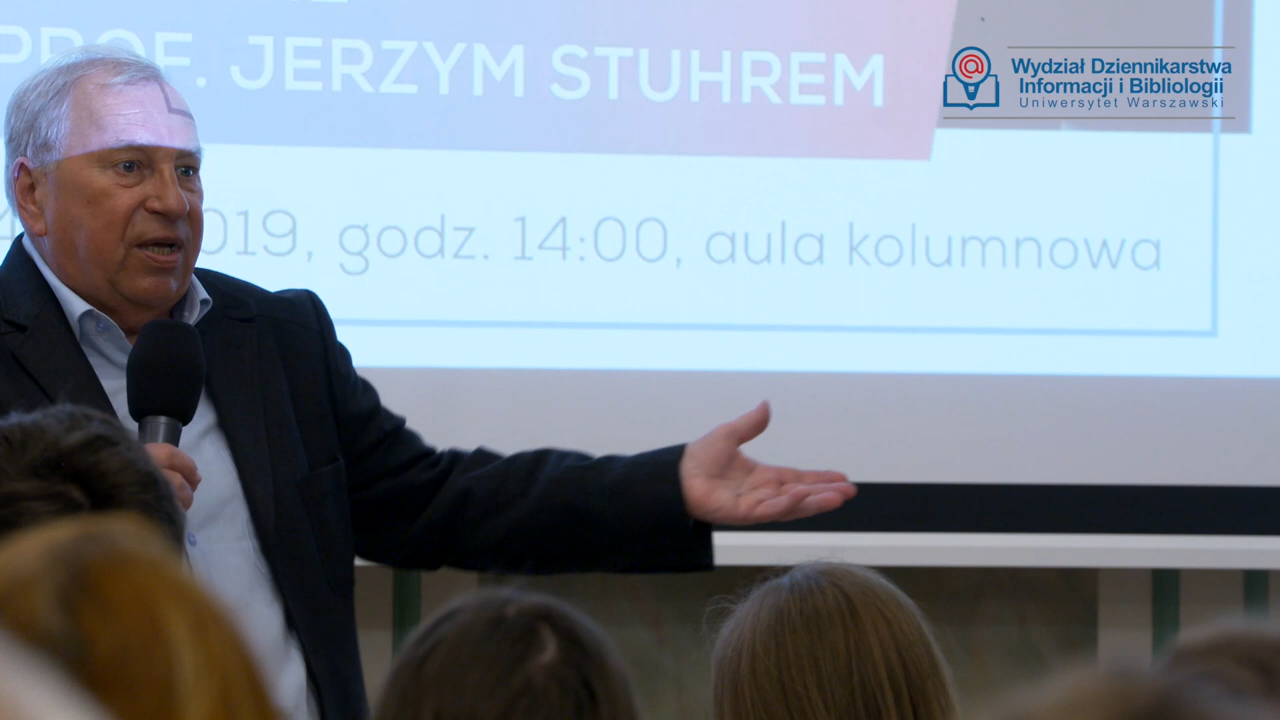 PROF. JERZYM STUHREM
019, godz. 14:00, aula kolumnowa
Wydział Dziennikarstwa
Informacji i Bibliologii
Uniwersytet Warszawski